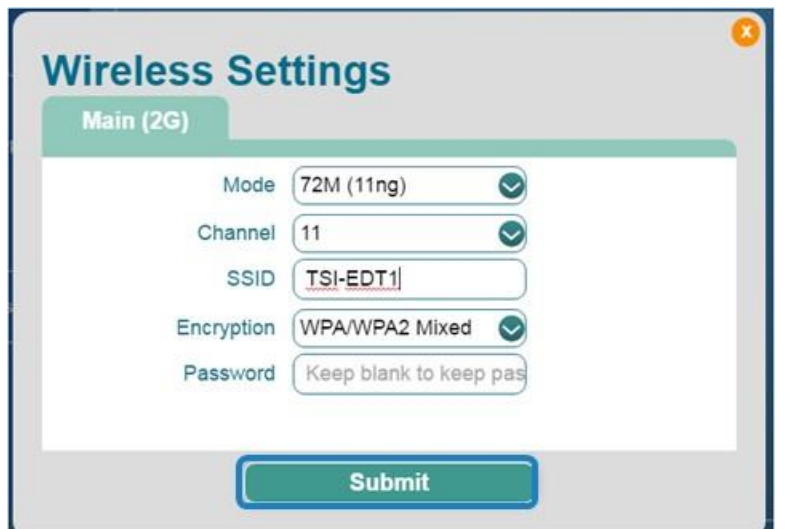 X
Wireless Settings
Main (2G)
Mode 72M (11ng)
Channel 11
SSID TSI-EDT1
Encryption WPA/WPA2 Mixed
Password Keep blank to keep pas
Submit